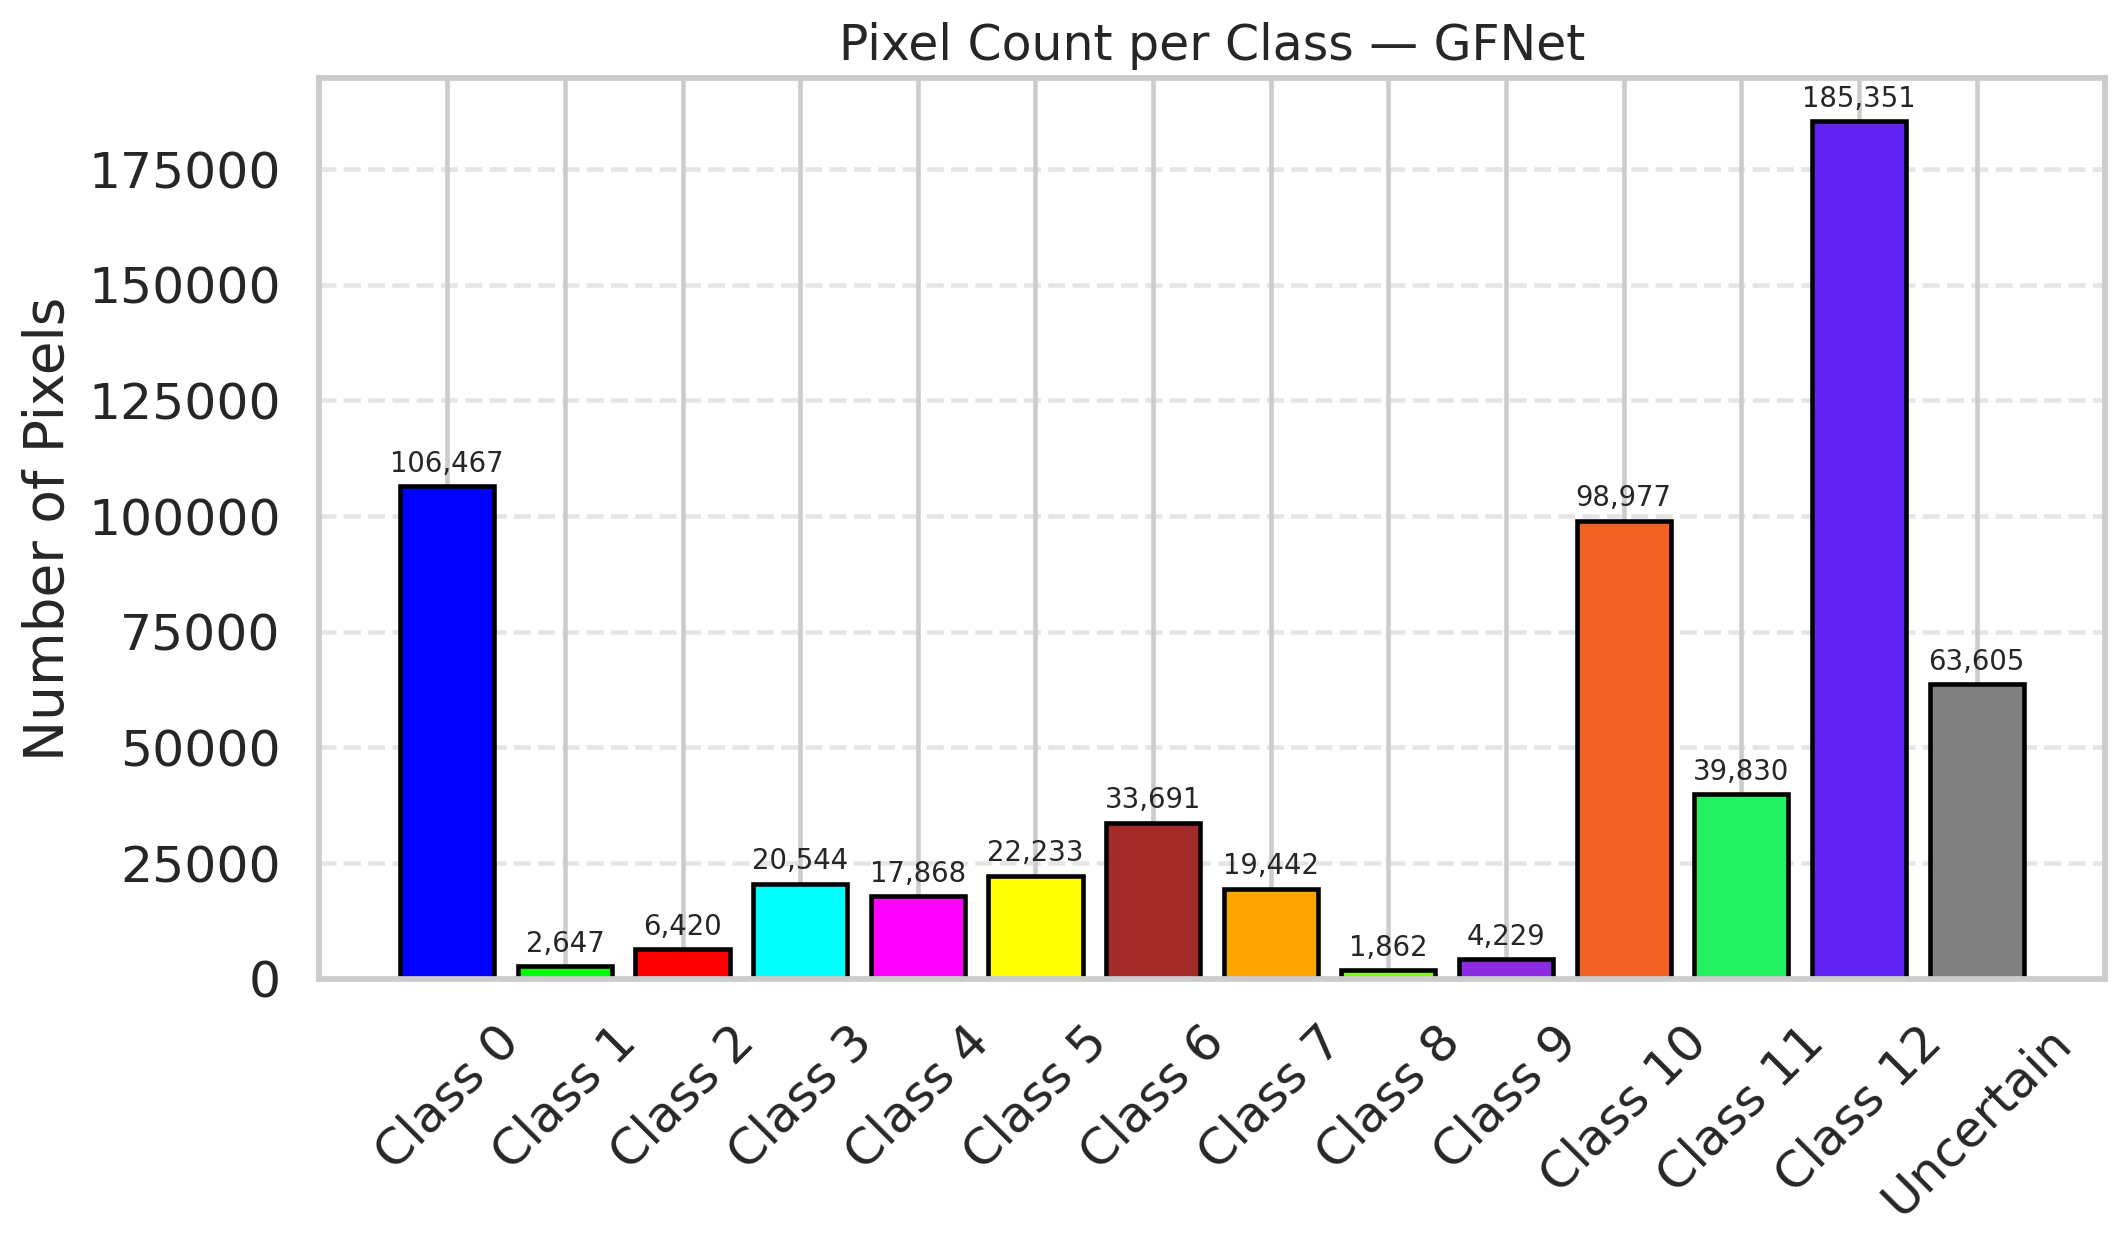 Pixel Count per Class — GFNet
Number of Pixels
175000
150000
125000
100000
75000
50000
25000
0
106,467
2,647
6,420
20,544
17,868
22,233
33,691
19,442
1,862
4,229
98,977
39,830
185,351
63,605
Class 0
Class 1
Class 2
Class 3
Class 4
Class 5
Class 6
Class 7
Class 8
Class 9
Class 10
Class 11
Class 12
Uncertain